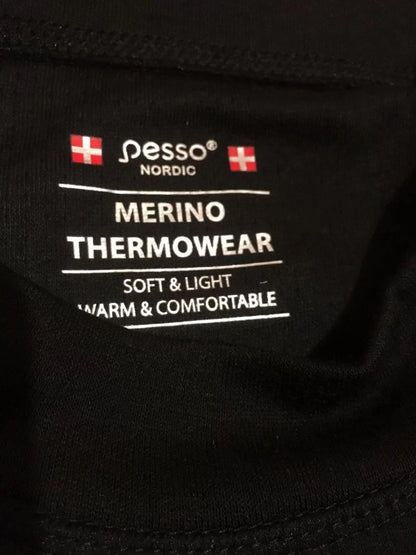 pesso®
NORDIC
MERINO
THERMOWEAR
SOFT & LIGHT
WARM & COMFORTABLE